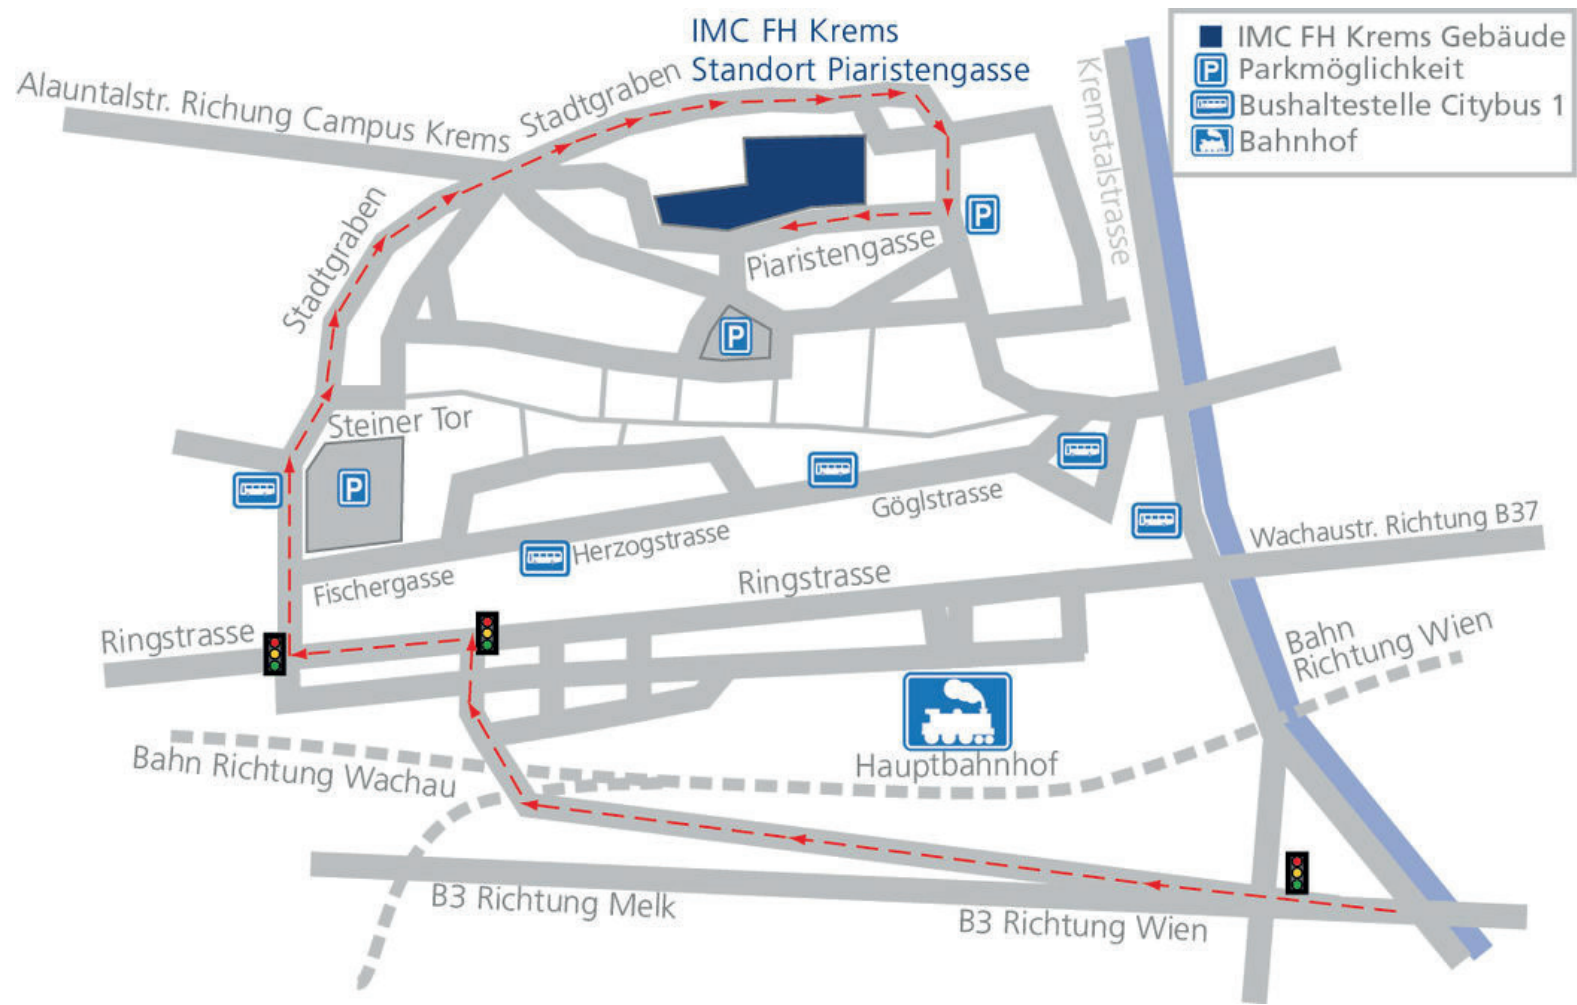 IMC FH Krems
Standort Piaristengasse
IMC FH Krems Gebäude
P Parkmöglichkeit
Bushaltestelle Citybus 1
Bahnhof
Alauntalstr. Richung Campus Krems
Stadtgraben
Kremstalstrasse
Stadtgraben
P
Piaristengasse
P
Steiner Tor
P
Göglstrasse
Herzogstrasse
Fischergasse
Wachaustr. Richtung B37
Ringstrasse
Ringstrasse
Bahn
Richtung Wien
Hauptbahnhof
Bahn Richtung Wachau
B3 Richtung Melk
B3 Richtung Wien